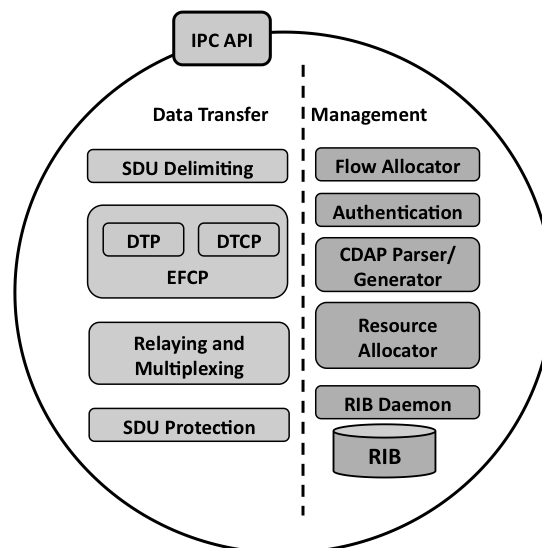 IPC API
Data Transfer
SDU Delimiting
DTP
DTCP
EFCP
Relaying and
Multiplexing
SDU Protection
Management
Flow Allocator
Authentication
CDAP Parser/
Generator
Resource
Allocator
RIB Daemon
RIB